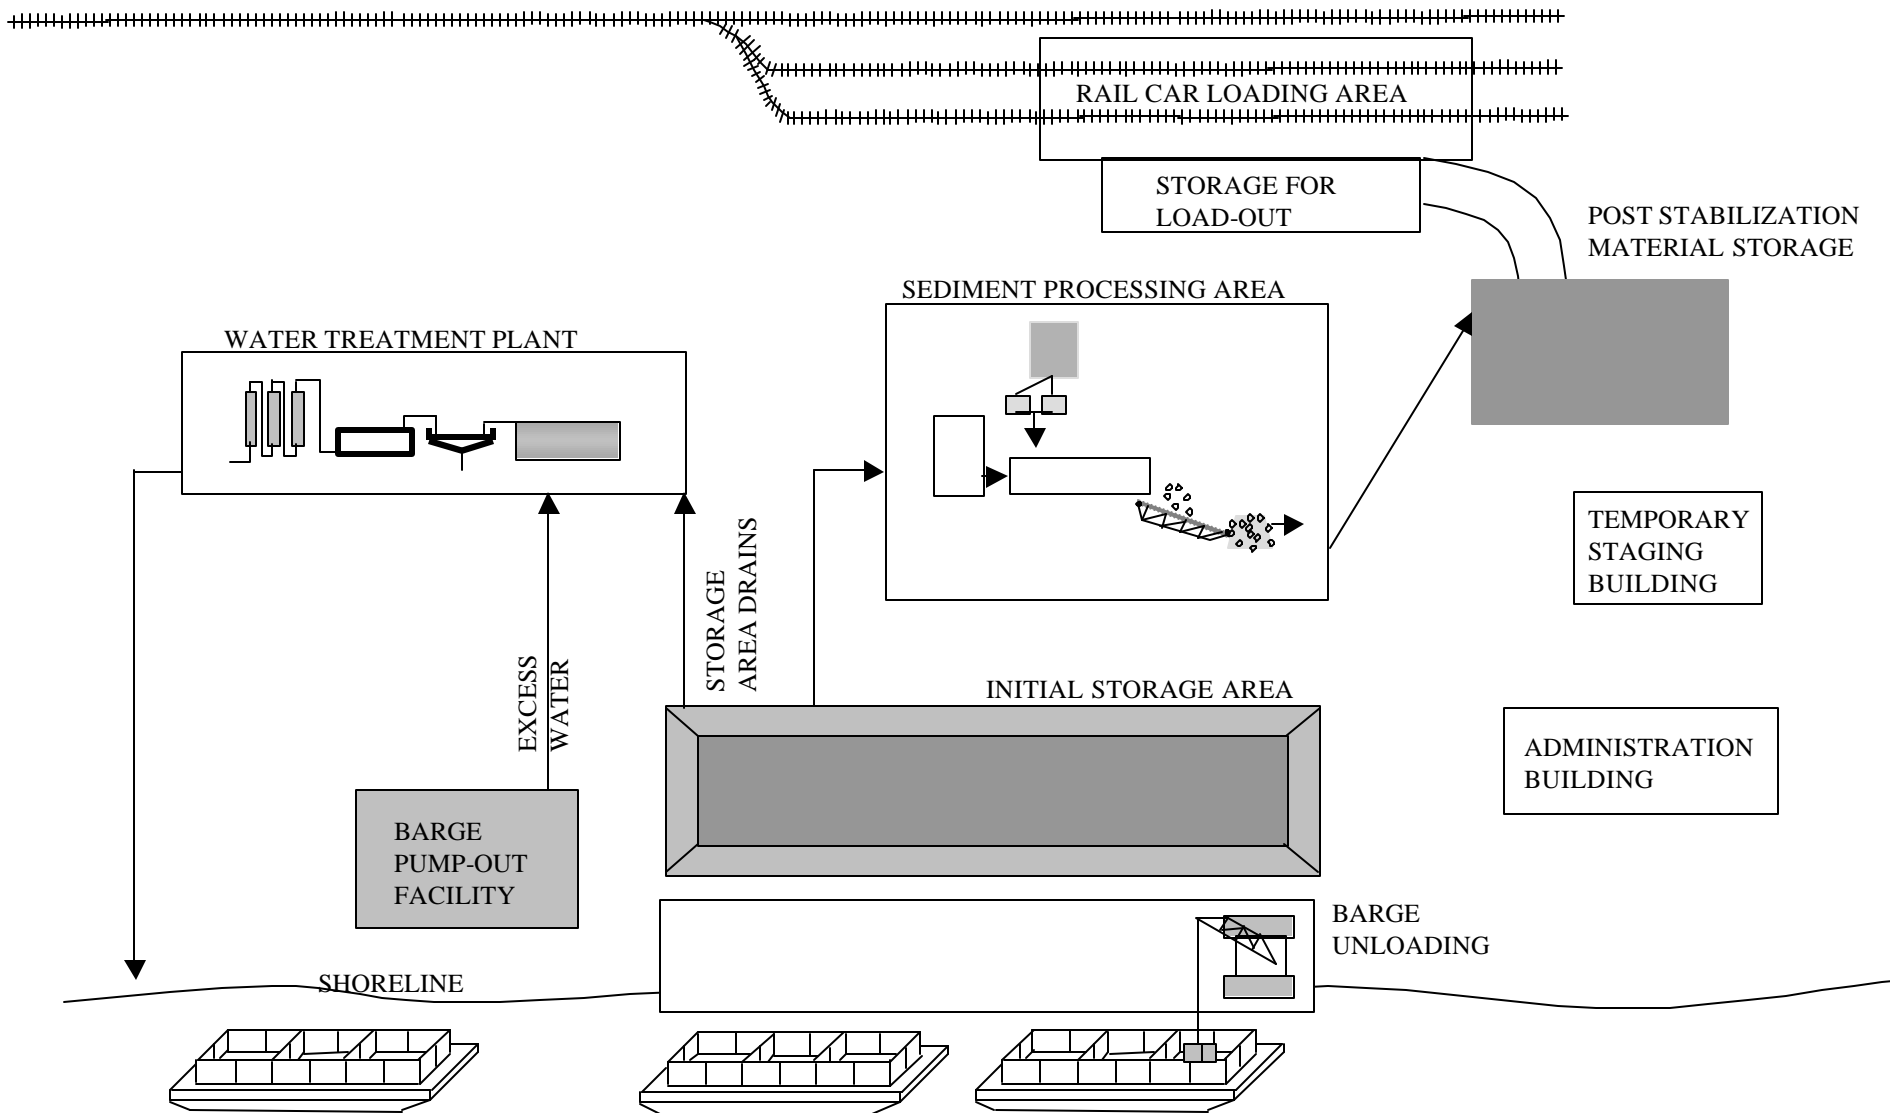 RAIL CAR LOADING AREA
STORAGE FOR
LOAD-OUT
POST STABILIZATION
MATERIAL STORAGE
SEDIMENT PROCESSING AREA
WATER TREATMENT PLANT
TEMPORARY
STAGING
BUILDING
STORAGE
AREA DRAINS
EXCESS
WATER
INITIAL STORAGE AREA
ADMINISTRATION
BUILDING
BARGE
PUMP-OUT
FACILITY
BARGE
UNLOADING
SHORELINE